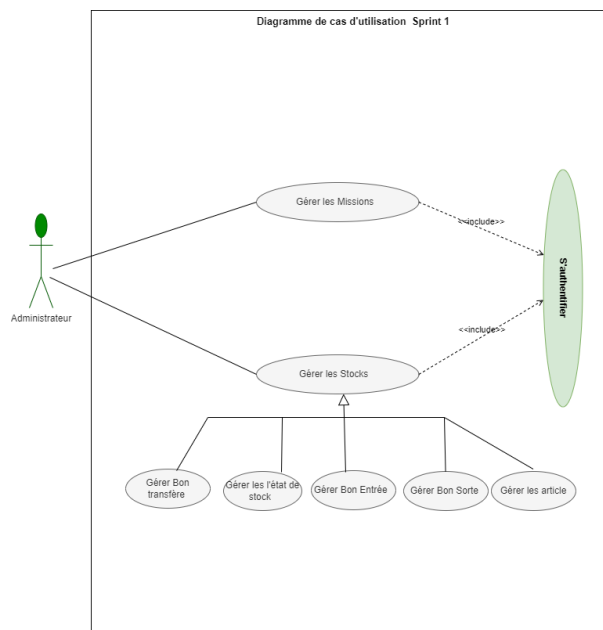 Diagramme de cas d'utilisation Sprint 1
Gérer les Missions
<<include>>
S'authentifier
Administrateur
<<include>>
Gérer les Stocks
Gérer Bon
transfère
Gérer les l'état de
stock
Gérer Bon Entrée
Gérer Bon Sorte
Gérer les article